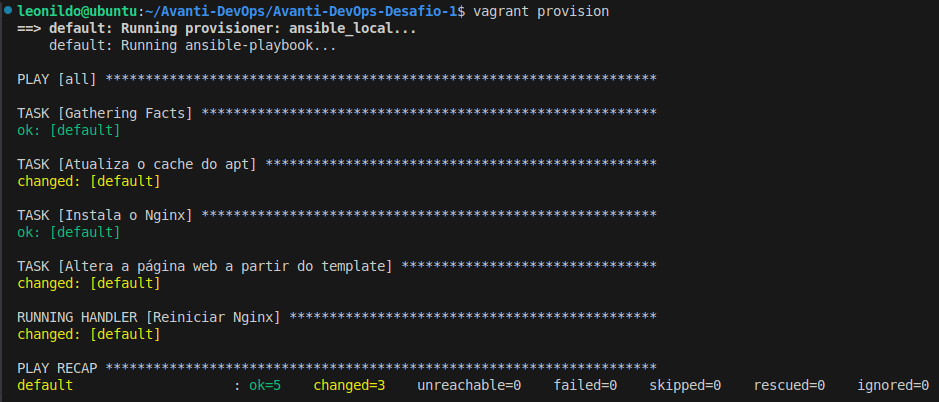 leonildo@ubuntu:~/Avanti-DevOps/Avanti-DevOps-Desafio-1$ vagrant provision
==> default: Running provisioner: ansible_local...
    default: Running ansible-playbook...

PLAY [all] *********************************************************************

TASK [Gathering Facts] *********************************************************
ok: [default]

TASK [Atualiza o cache do apt] *************************************************
changed: [default]

TASK [Instala o Nginx] *********************************************************
ok: [default]

TASK [Altera a página web a partir do template] ********************************
changed: [default]

RUNNING HANDLER [Reiniciar Nginx] **********************************************
changed: [default]

PLAY RECAP *********************************************************************
default                    : ok=5    changed=3    unreachable=0    failed=0    skipped=0    rescued=0    ignored=0